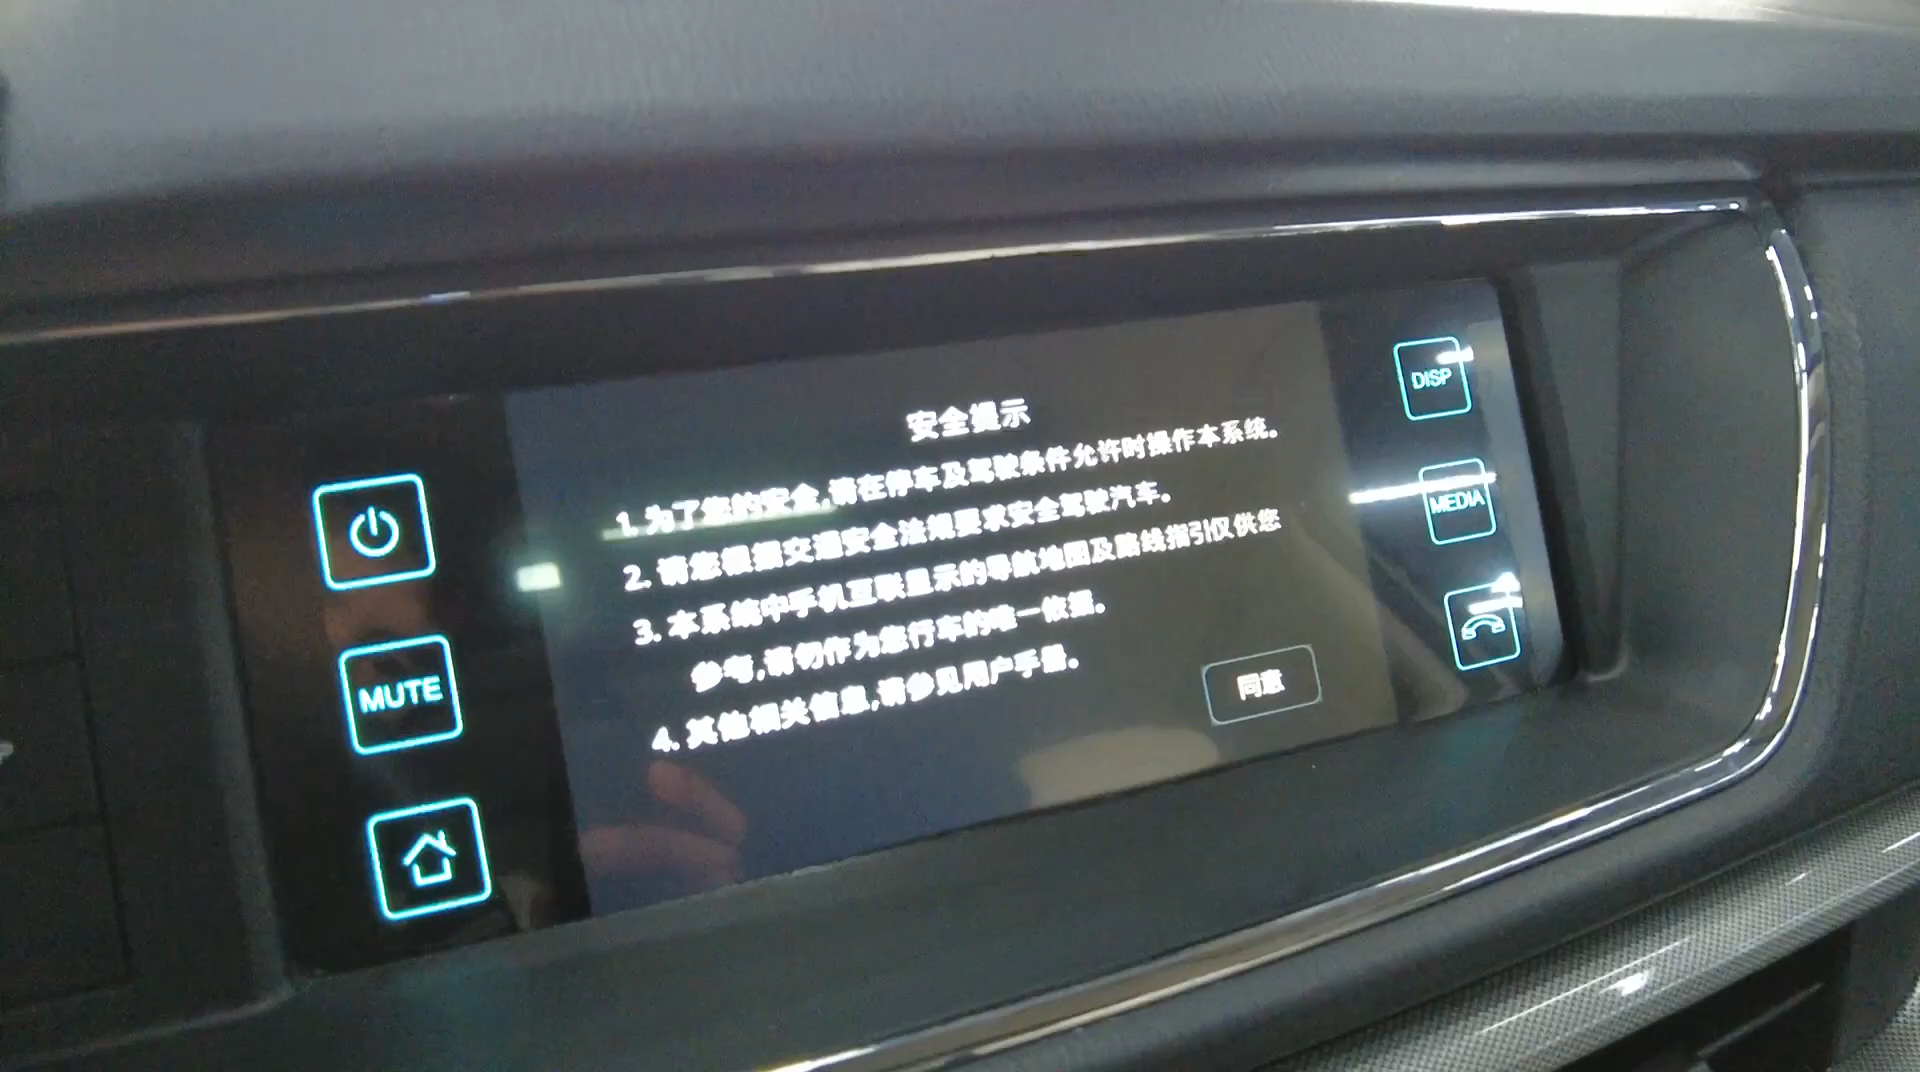 安全提示
1. 为了您的安全,请在停车及驾驶条件允许时操作本系统。
2. 请您根据交通安全法规要求安全驾驶汽车。
3. 本系统中手机互联显示的导航地图及路线指引仅供您
参考,请勿作为您行车的唯一依据。
4. 其他相关信息,请参见用户手册。
同意
MUTE
DISP
MEDIA